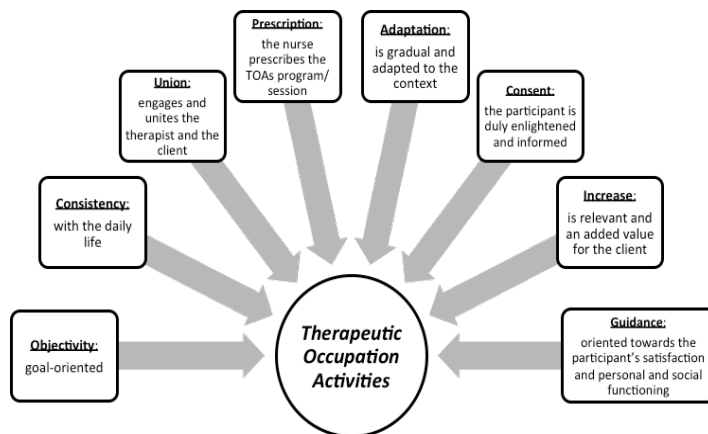 Objectivity:
goal-oriented
Consistency:
with the daily
life
Union:
engages and
unites the
therapist and the
client
Prescription:
the nurse
prescribes the
TOAs program/
session
Adaptation:
is gradual and
adapted to the
context
Consent:
the participant is
duly enlightened
and informed
Increase:
is relevant and
an added value
for the client
Guidance:
oriented towards the
participant's satisfaction
and personal and social
functioning
Therapeutic
Occupation
Activities